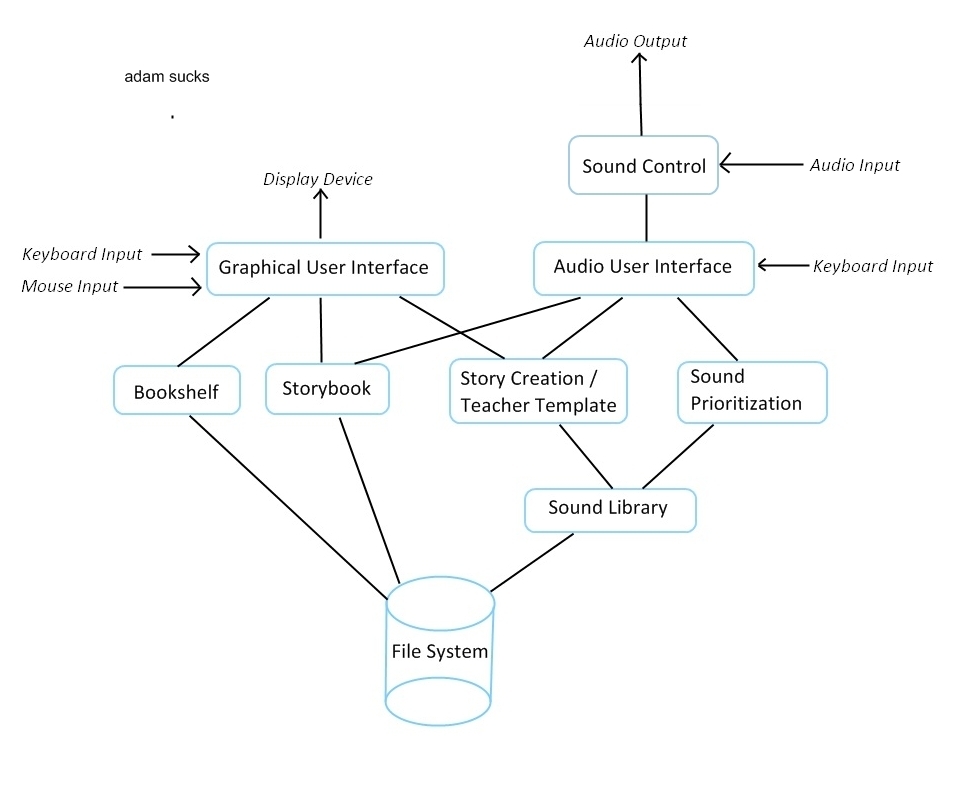 Audio Output
adam sucks
Sound Control
Audio Input
Display Device
Keyboard Input
Mouse Input
Graphical User Interface
Audio User Interface
Keyboard Input
Bookshelf
Storybook
Story Creation /
Teacher Template
Sound
Prioritization
Sound Library
File System